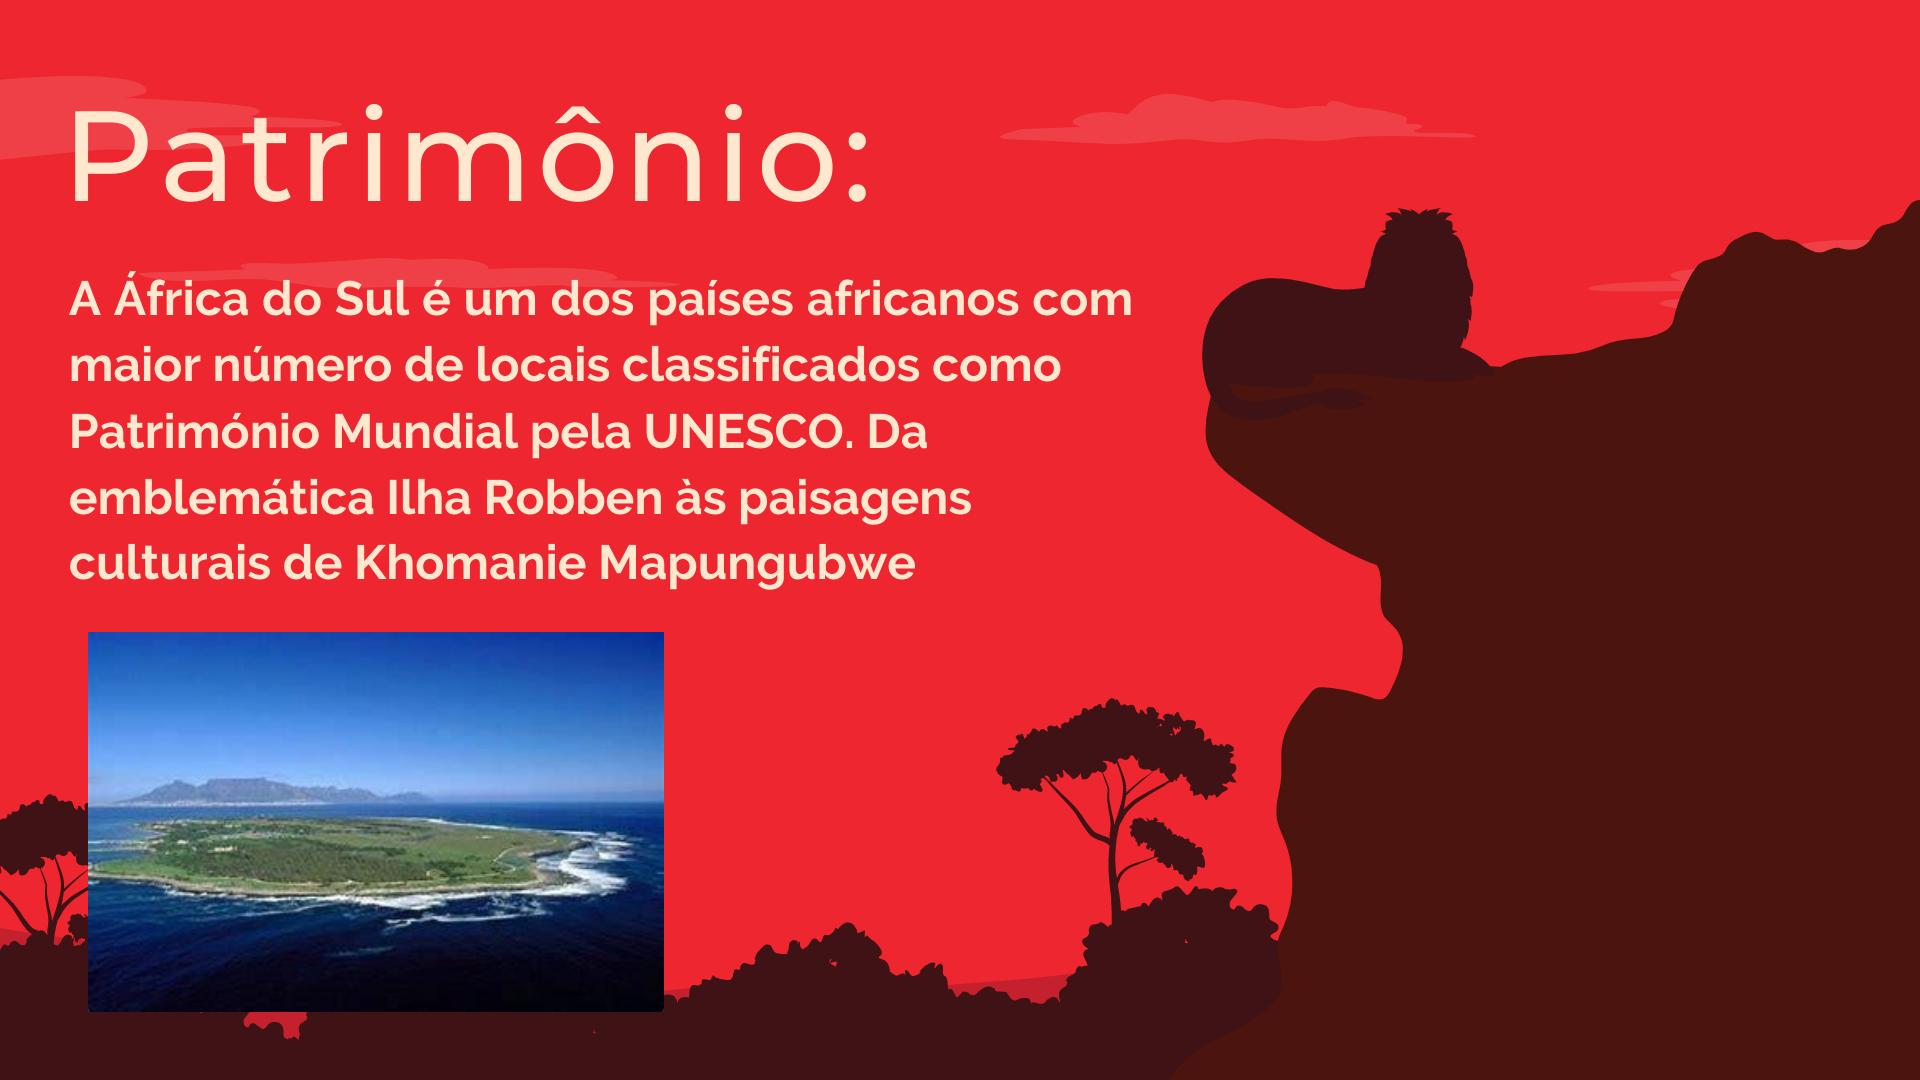 Patrimônio:
A África do Sul é um dos países africanos com
maior número de locais classificados como
Património Mundial pela UNESCO. Da
emblemática Ilha Robben às paisagens
culturais de Khomanie Mapungubwe